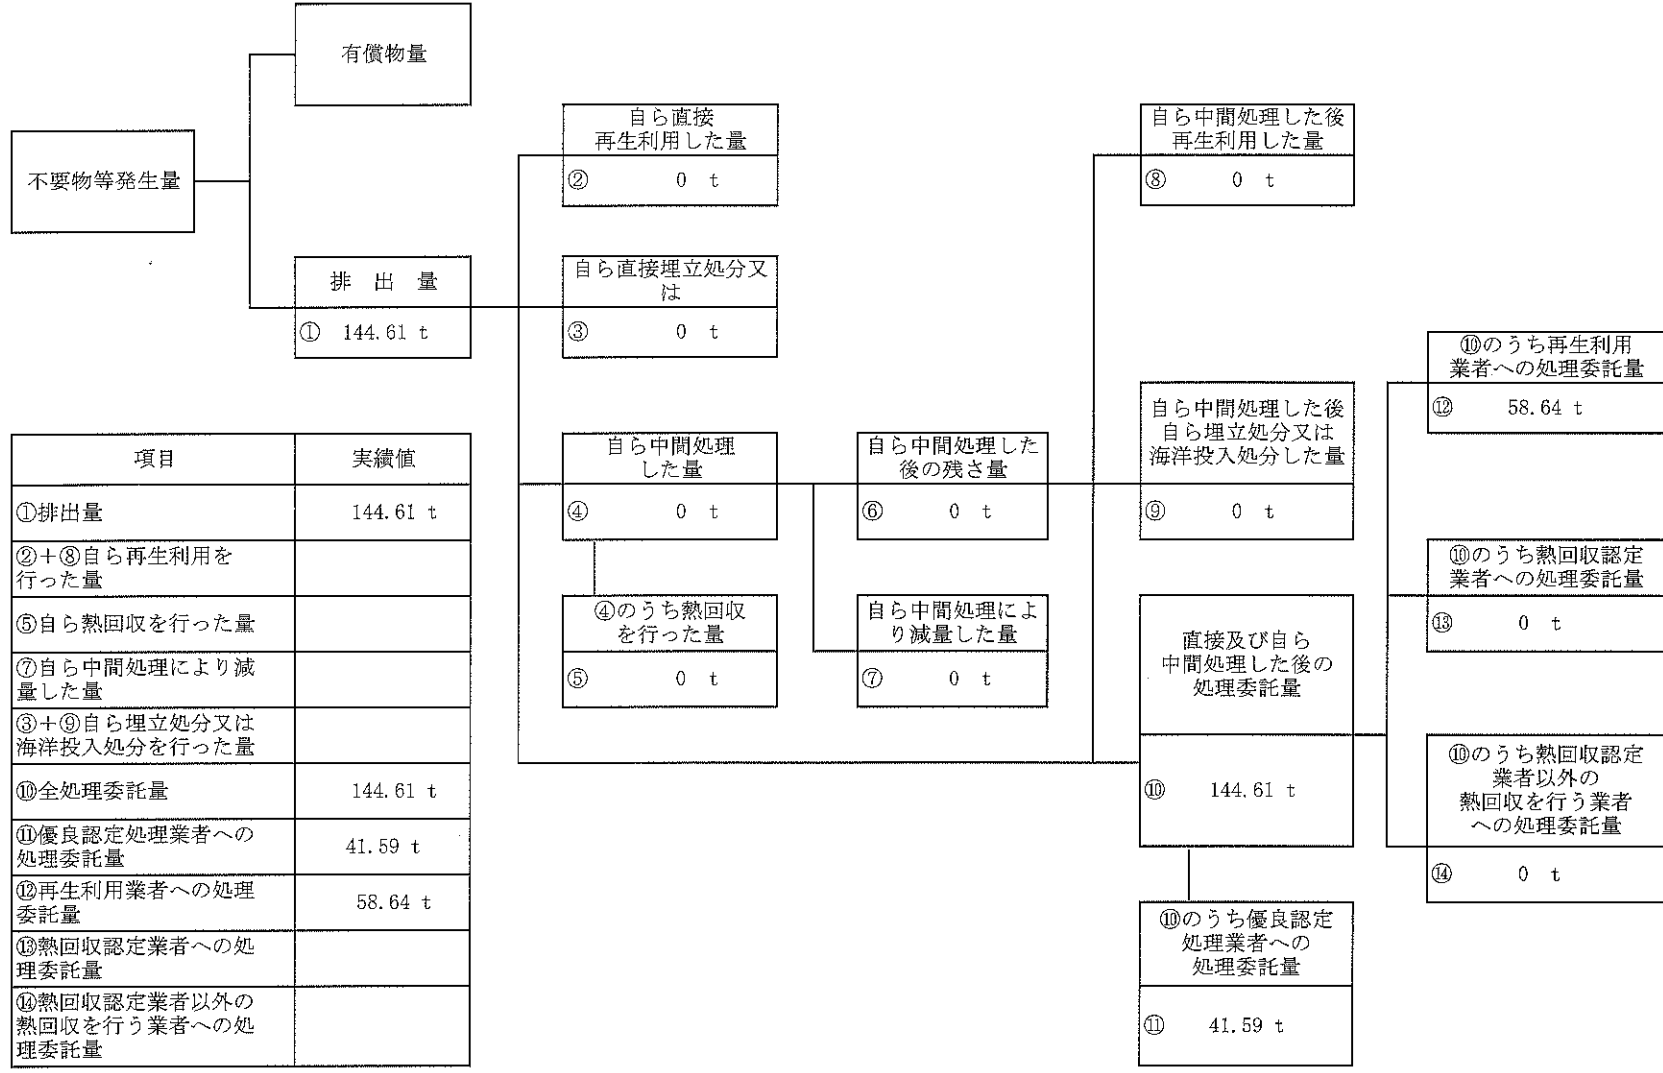 有償物量
不要物等発生量
排 出 量
① 144.61 t
自ら直接
再生利用した量
② 0 t
自ら直接埋立処分又
は
③ 0 t
自ら中間処理
した量
④ 0 t
④のうち熱回収
を行った量
⑤ 0 t
自ら中間処理した
後の残さ量
⑥ 0 t
自ら中間処理によ
り減量した量
⑦ 0 t
自ら中間処理した後
再生利用した量
⑧ 0 t
自ら中間処理した後
自ら埋立処分又は
海洋投入処分した量
⑨ 0 t
直接及び自ら
中間処理した後の
処理委託量
⑩ 144.61 t
⑩のうち優良認定
処理業者への
処理委託量
⑪ 41.59 t
⑩のうち再生利用
業者への処理委託量
⑫ 58.64 t
⑩のうち熱回収認定
業者への処理委託量
⑬ 0 t
⑩のうち熱回収認定
業者以外の
熱回収を行う業者
への処理委託量
⑭ 0 t
項目 実績値
①排出量 144.61 t
②+⑧自ら再生利用を
行った量
⑤自ら熱回収を行った量
⑦自ら中間処理により減
量した量
③+⑨自ら埋立処分又は
海洋投入処分を行った量
⑩全処理委託量 144.61 t
⑪優良認定処理業者への
処理委託量 41.59 t
⑫再生利用業者への処理
委託量 58.64 t
⑬熱回収認定業者への処
理委託量
⑭熱回収認定業者以外の
熱回収を行う業者への処
理委託量